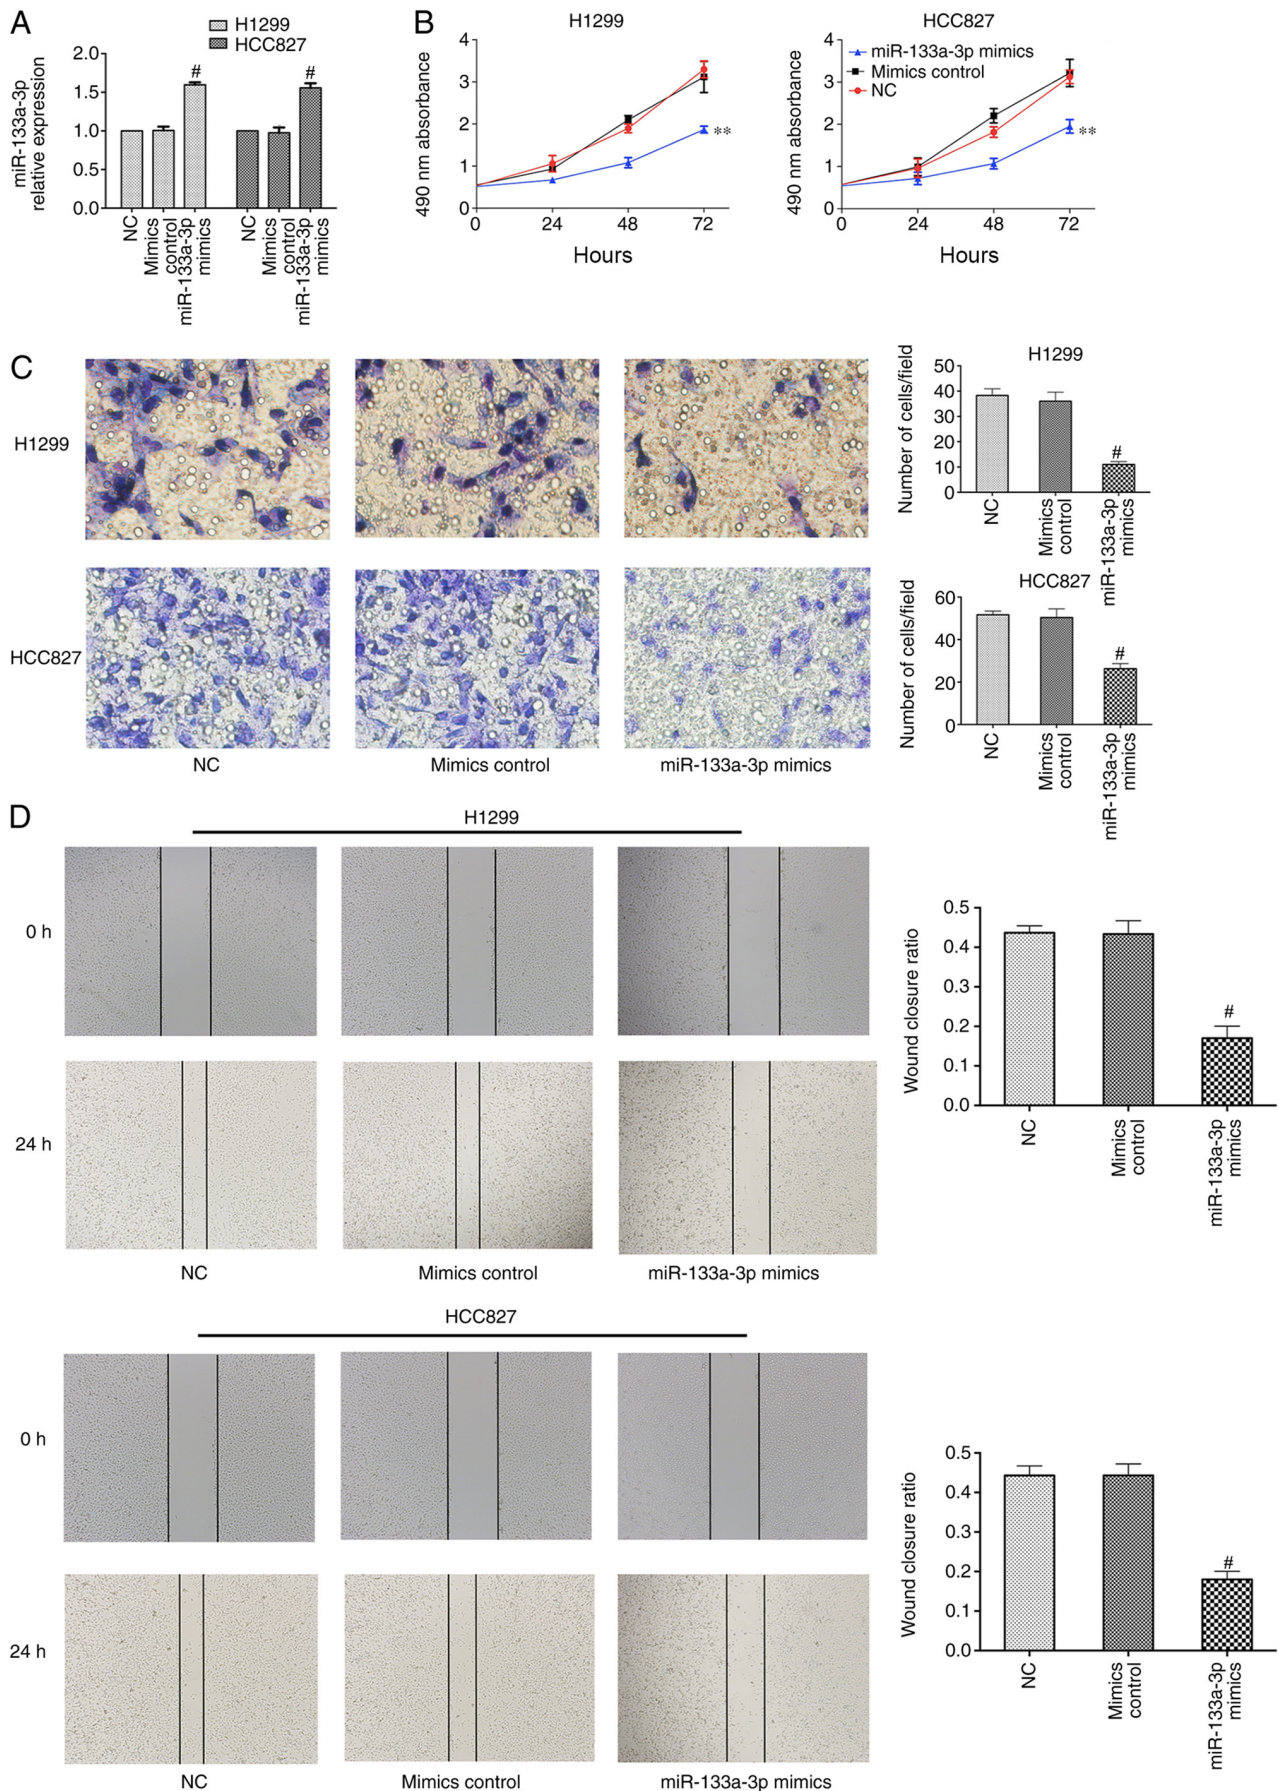 A
H1299
HCC827
miR-133a-3p
relative expression
2.0
1.5
1.0
0.5
0.0
NC
Mimics
control
miR-133a-3p
mimics
NC
Mimics
control
miR-133a-3p
mimics
#
#
B
H1299
490 nm absorbance
4
3
2
1
0
0
24
48
72
Hours
**
HCC827
miR-133a-3p mimics
Mimics control
NC
490 nm absorbance
4
3
2
1
0
0
24
48
72
Hours
**
C
H1299
HCC827
NC
Mimics control
miR-133a-3p mimics
H1299
Number of cells/field
50
40
30
20
10
0
#
NC
Mimics
control
miR-133a-3p
mimics
HCC827
Number of cells/field
60
40
20
0
#
NC
Mimics
control
miR-133a-3p
mimics
D
H1299
0 h
24 h
NC
Mimics control
miR-133a-3p mimics
Wound closure ratio
0.5
0.4
0.3
0.2
0.1
0.0
#
NC
Mimics
control
miR-133a-3p
mimics
HCC827
0 h
24 h
NC
Mimics control
miR-133a-3p mimics
Wound closure ratio
0.5
0.4
0.3
0.2
0.1
0.0
#
NC
Mimics
control
miR-133a-3p
mimics